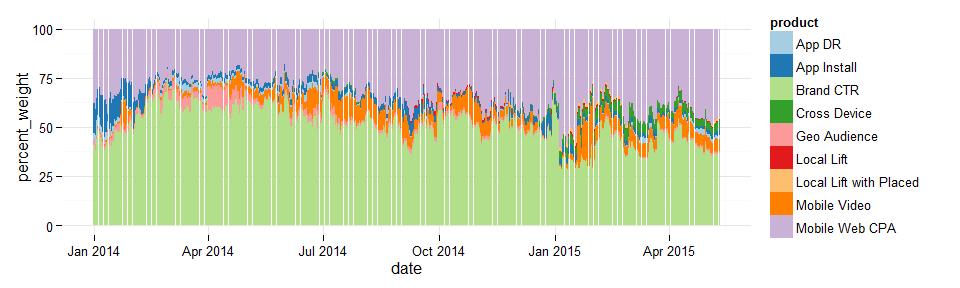 percent_weight
100
75
50
25
0
Jan 2014 Apr 2014 Jul 2014 Oct 2014 Jan 2015 Apr 2015
date
product
App DR
App Install
Brand CTR
Cross Device
Geo Audience
Local Lift
Local Lift with Placed
Mobile Video
Mobile Web CPA